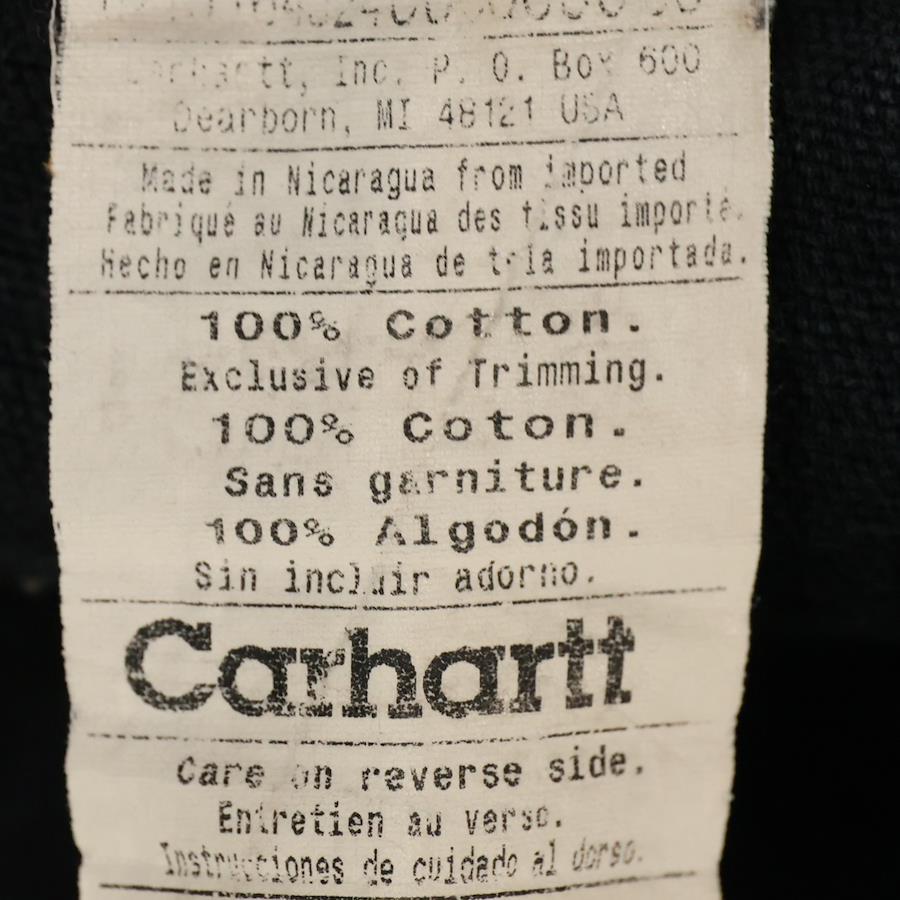 Carhartt, Inc. P. O. Box 600
Dearborn, MI 48121 USA
Made in Nicaragua from imported
Fabriqué au Nicaragua des tissu importé.
Hecho en Nicaragua de tela importada.
100% Cotton.
Exclusive of Trimming.
100% Coton.
Sans garniture.
100% Algodón.
Sin incluir adorno.
Carhartt
Care on reverse side.
Entretien au verso.
Instrucciones de cuidado al dorso.